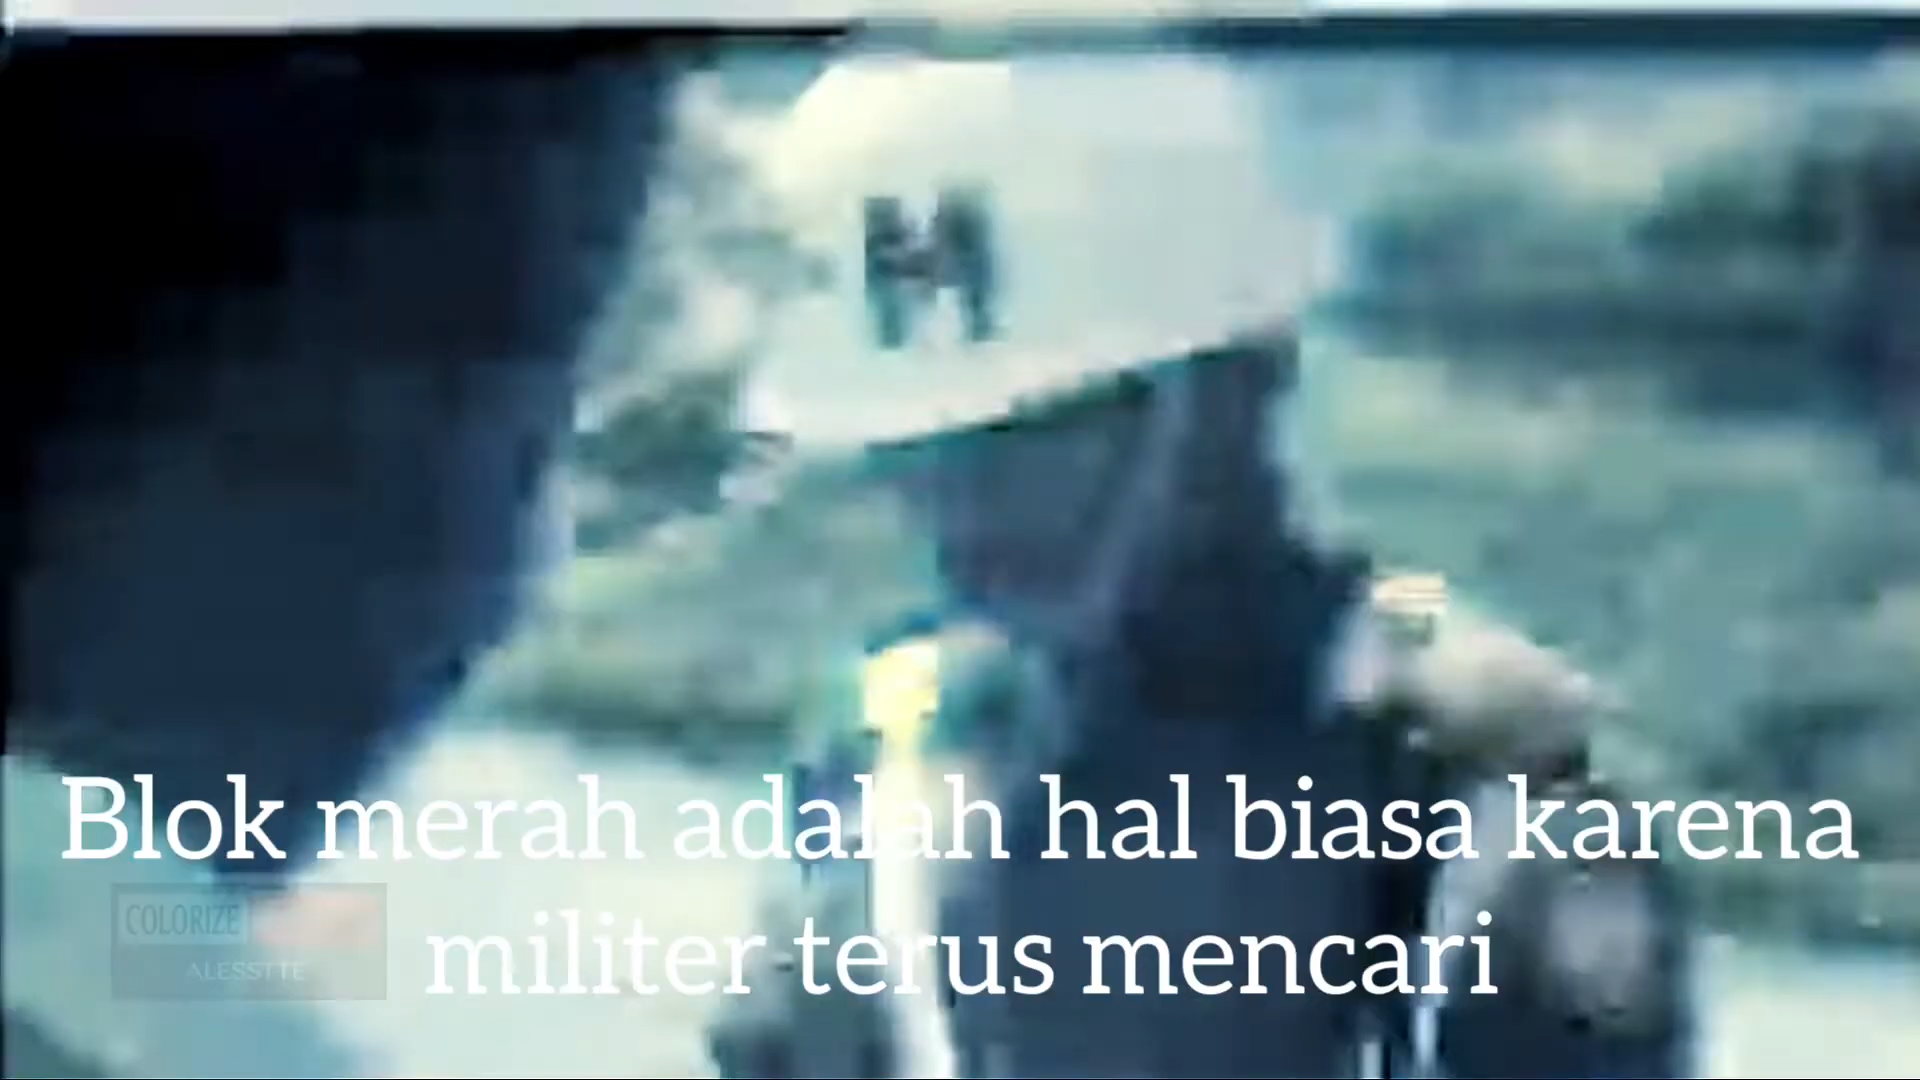 Blok merah adalah hal biasa karena
militer terus mencari
COLORIZE
ALESSTTE